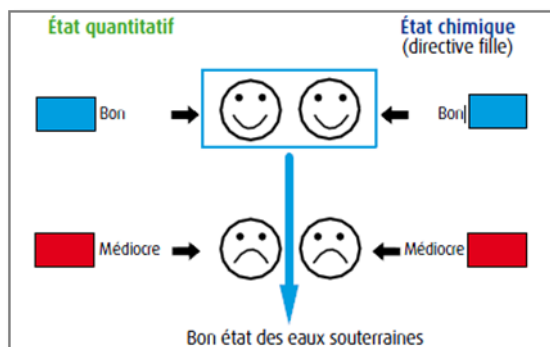 État quantitatif
État chimique
(directive fille)
Bon
Bon
Médiocre
Médiocre
Bon état des eaux souterraines